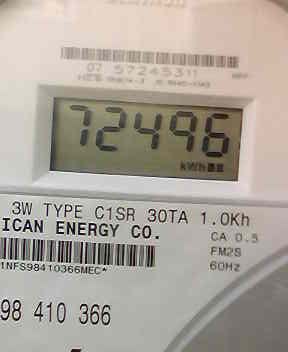 07 57245311
72496
kWh
3W TYPE C1SR 30TA 1.0Kh
ICAN ENERGY CO.
CA 0.5
FM2S
60Hz
1NFS98410366MEC*
98 410 366